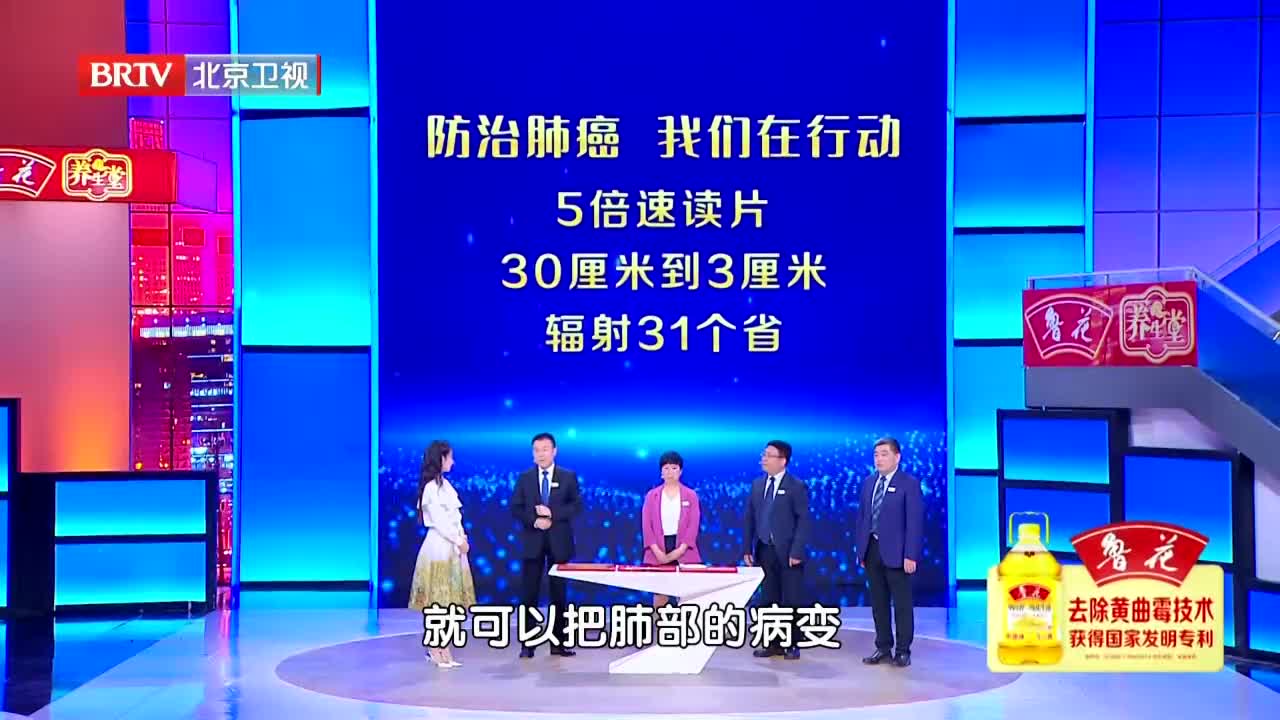 BRTV 北京卫视
防治肺癌 我们在行动
5倍速读片
30厘米到3厘米
辐射31个省
花 养生堂
鲁花 养生堂
鲁花
去除黄曲霉技术
获得国家发明专利
就可以把肺部的病变